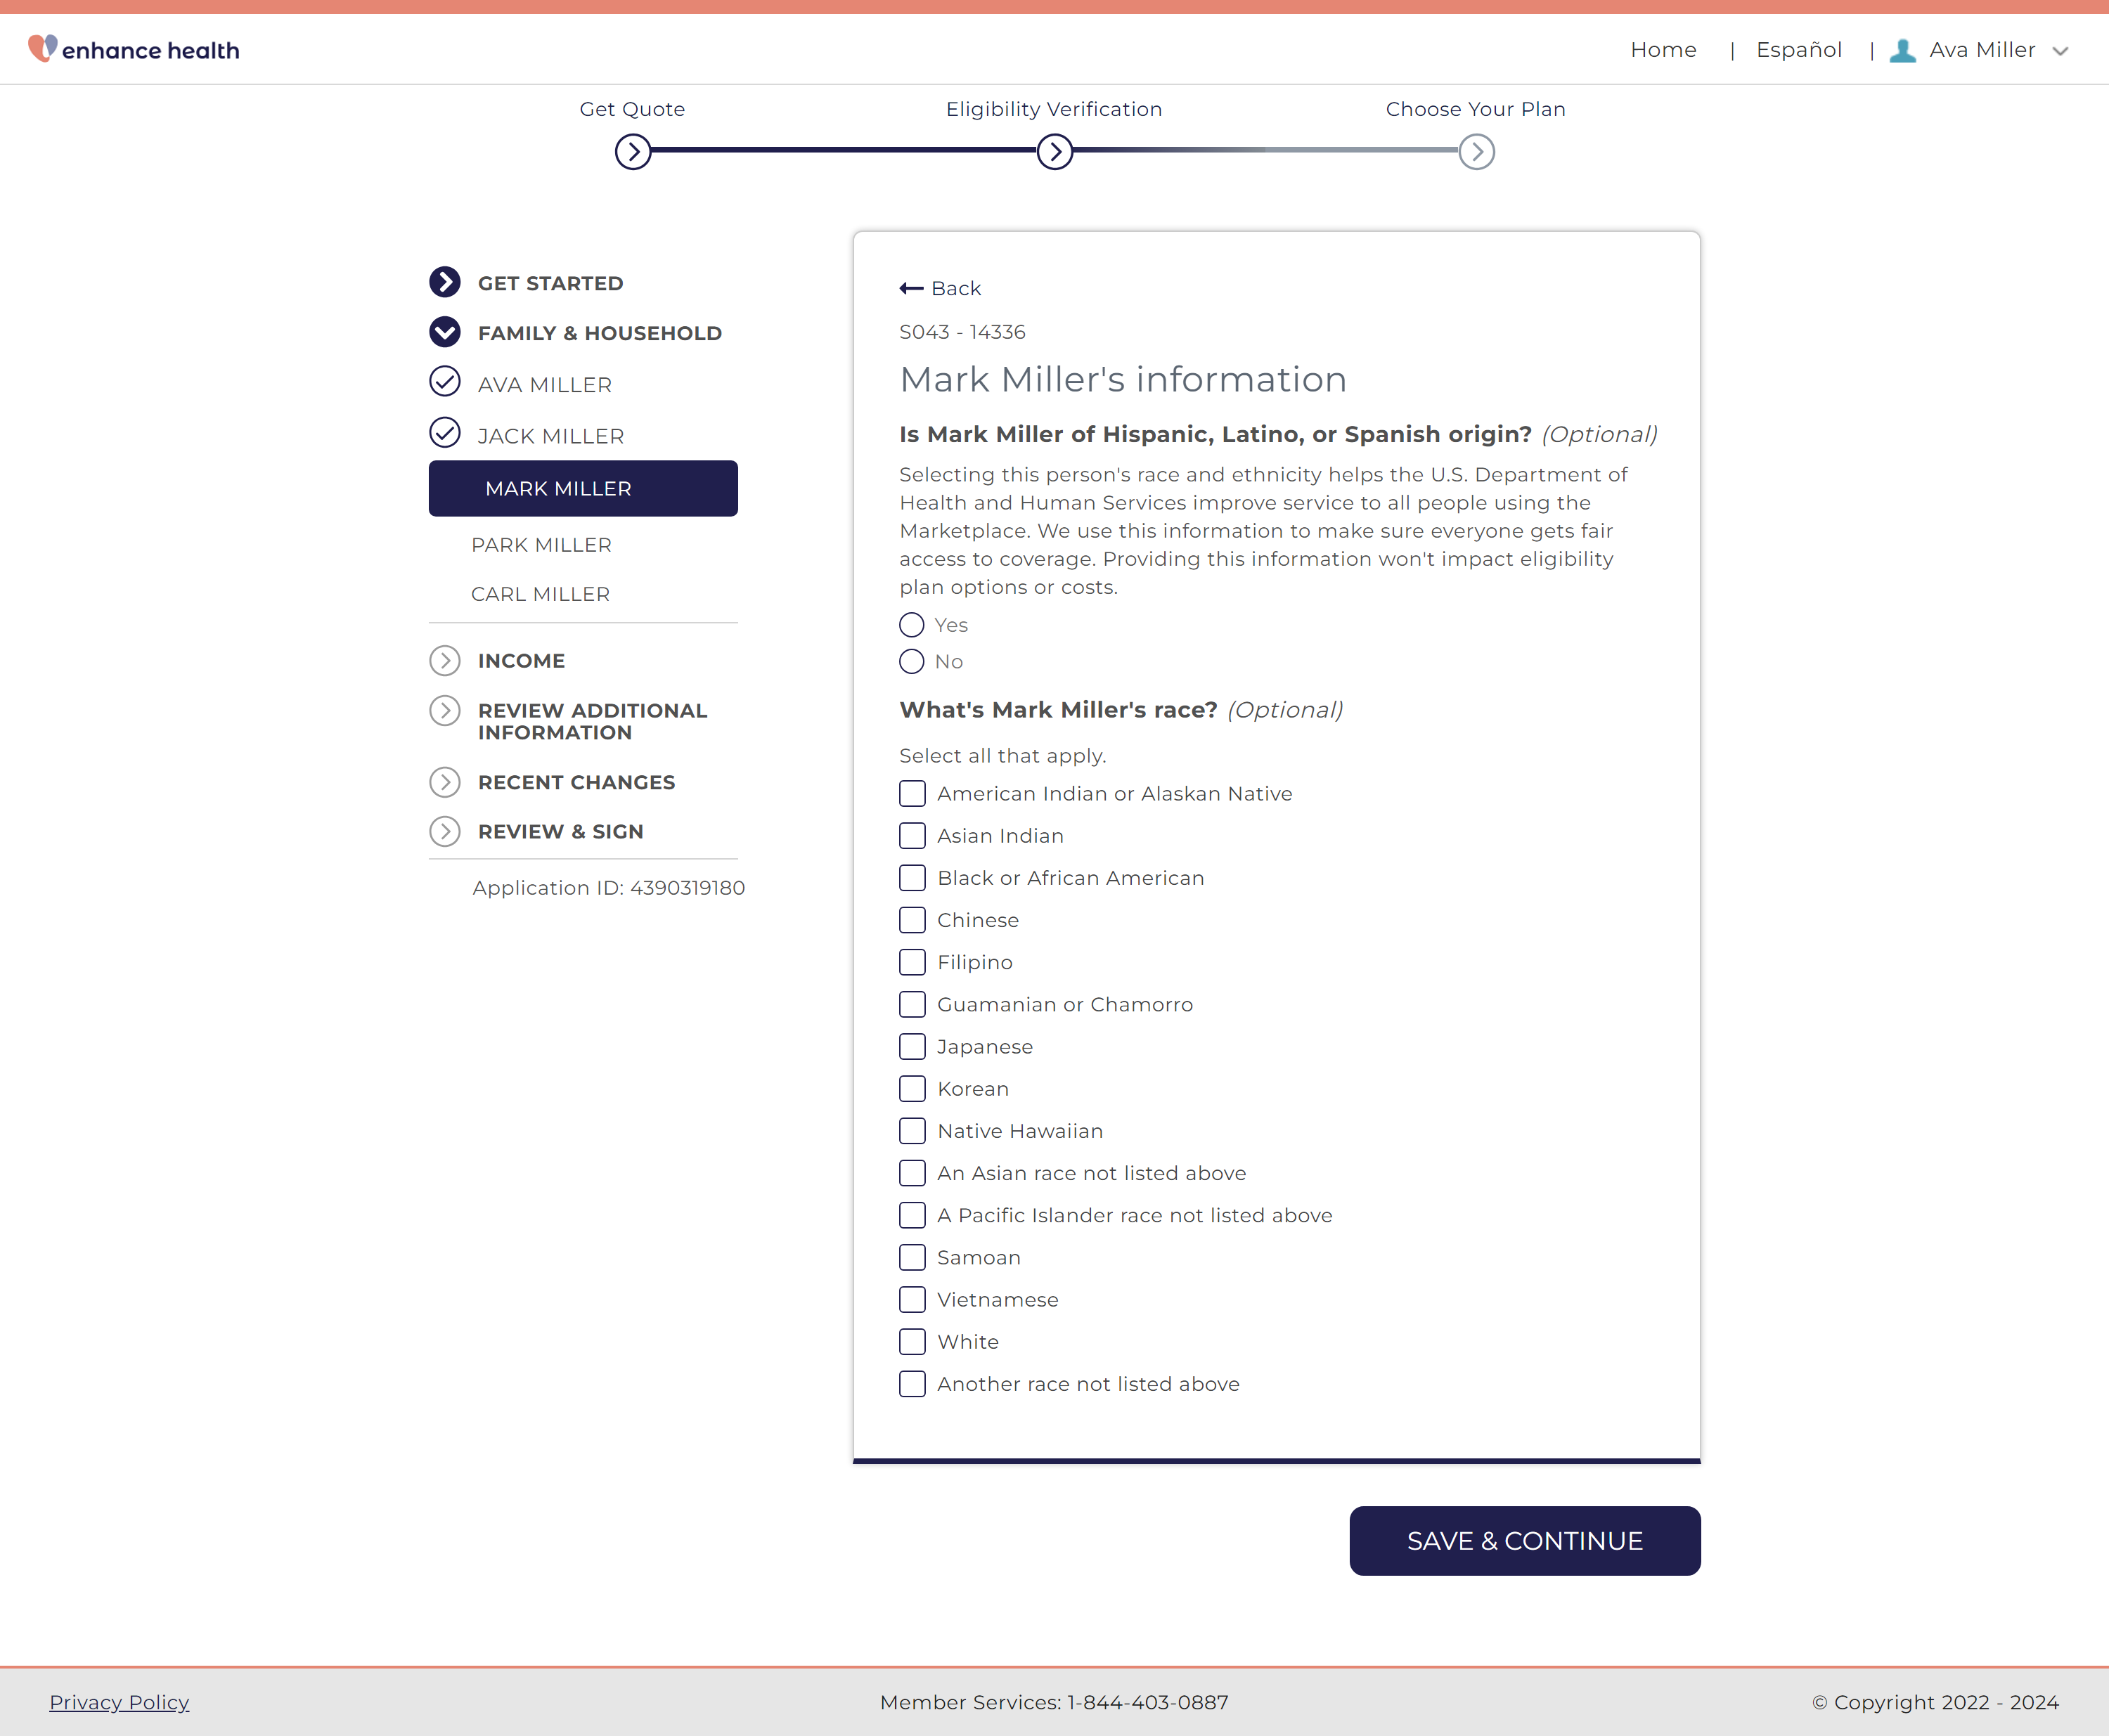 enhance health
Home | Español | Ava Miller
Get Quote
Eligibility Verification
Choose Your Plan
GET STARTED
FAMILY & HOUSEHOLD
AVA MILLER
JACK MILLER
MARK MILLER
PARK MILLER
CARL MILLER
INCOME
REVIEW ADDITIONAL
INFORMATION
RECENT CHANGES
REVIEW & SIGN
Application ID: 4390319180
Back
S043 - 14336
Mark Miller's information
Is Mark Miller of Hispanic, Latino, or Spanish origin? (Optional)
Selecting this person's race and ethnicity helps the U.S. Department of
Health and Human Services improve service to all people using the
Marketplace. We use this information to make sure everyone gets fair
access to coverage. Providing this information won't impact eligibility
plan options or costs.
Yes
No
What's Mark Miller's race? (Optional)
Select all that apply.
American Indian or Alaskan Native
Asian Indian
Black or African American
Chinese
Filipino
Guamanian or Chamorro
Japanese
Korean
Native Hawaiian
An Asian race not listed above
A Pacific Islander race not listed above
Samoan
Vietnamese
White
Another race not listed above
SAVE & CONTINUE
Privacy Policy
Member Services: 1-844-403-0887
© Copyright 2022 - 2024